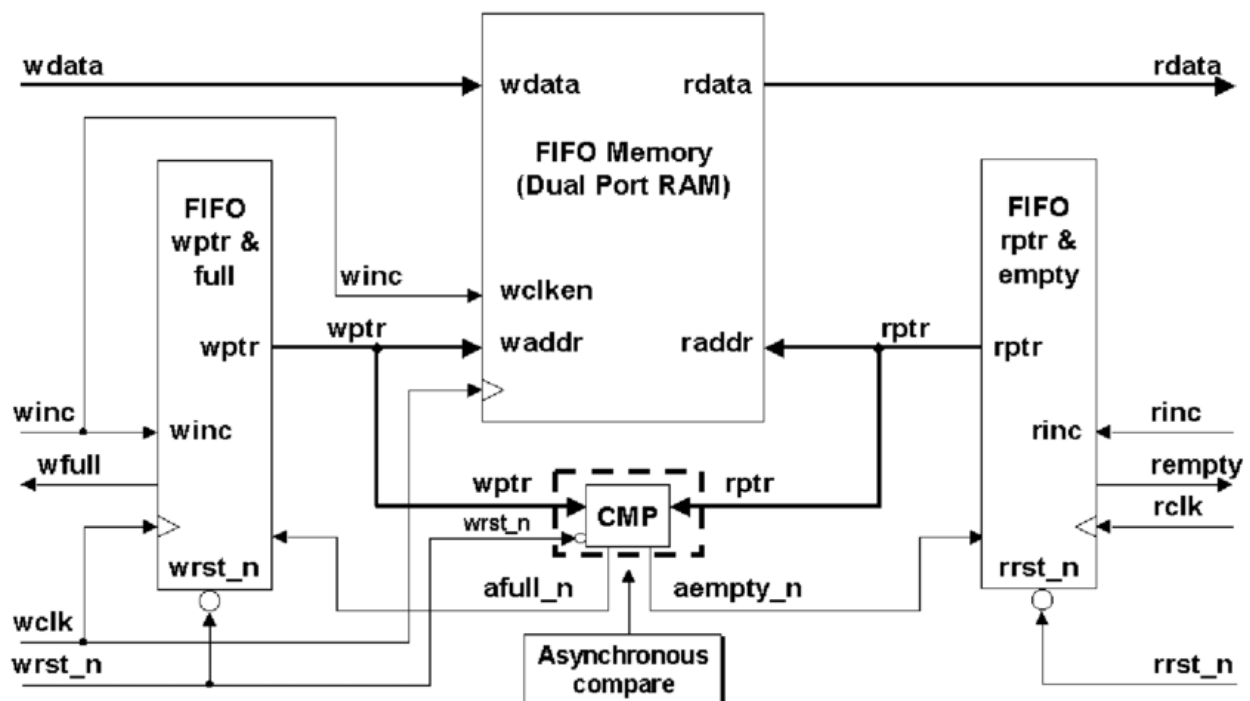 wdata
wdata
rdata
rdata
FIFO Memory
(Dual Port RAM)
FIFO
wptr &
full
FIFO
rptr &
empty
winc
wclken
wptr
wptr
waddr
raddr
rptr
rptr
winc
winc
wfull
rinc
rinc
rempty
rclk
wptr
CMP
rptr
wrst_n
wrst_n
rrst_n
afull_n
aempty_n
wclk
wrst_n
Asynchronous
compare
rrst_n